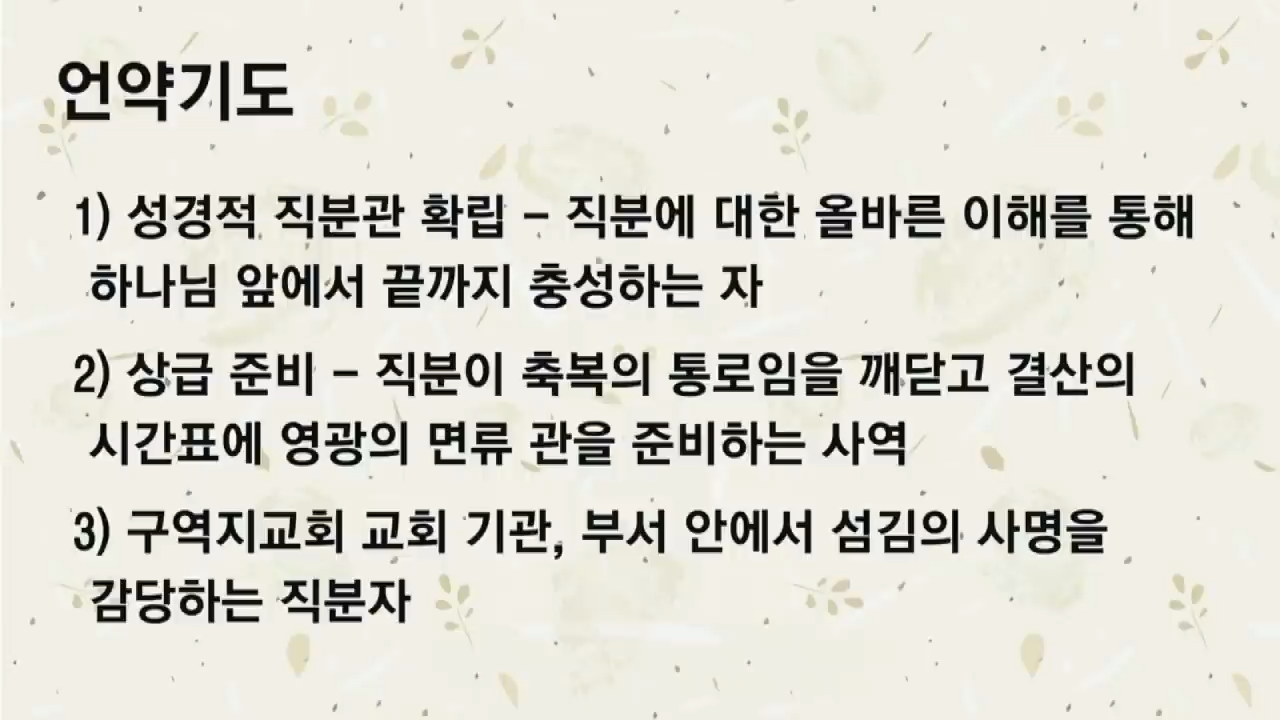 언약기도
1) 성경적 직분관 확립 - 직분에 대한 올바른 이해를 통해
하나님 앞에서 끝까지 충성하는 자
2) 상급 준비 - 직분이 축복의 통로임을 깨닫고 결산의
시간표에 영광의 면류 관을 준비하는 사역
3) 구역지교회 교회 기관, 부서 안에서 섬김의 사명을
감당하는 직분자